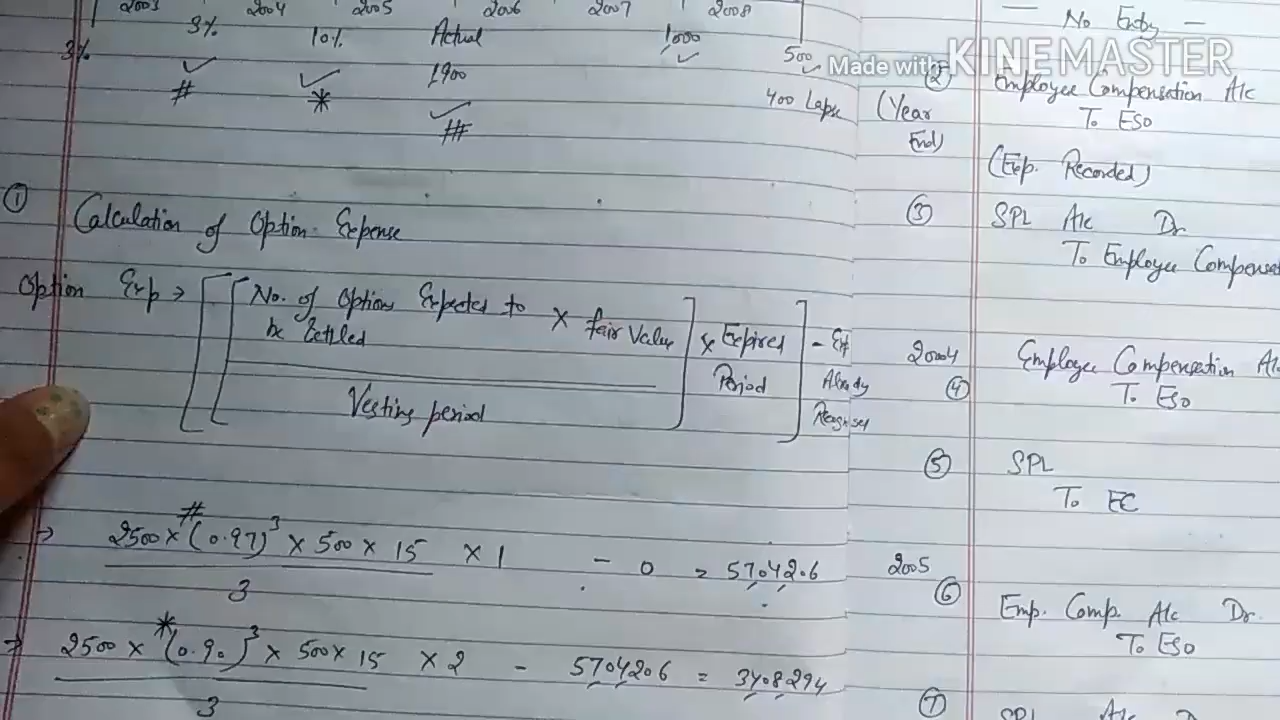 2003 2004 2005 2006 2007 2008
3% 3% 10% Actual 1000 500
# * 1900 400 Lapse
##
① Calculation of Option Expense
Option Exp → [[No. of Options Expected to be Settled × fair Value × Expired Period] - Exp Already Recognised
Vesting period
→ 2500 × #(0.97)³ × 500 × 15 × 1 - 0 = 5704206
3
→ 2500 × *(0.90)³ × 500 × 15 × 2 - 5704206 = 3408294
3
— No Entry —
Made with KINEMASTER
② Employee Compensation A/c
(Year End) To ESO
(Exp. Recorded)
③ SPL A/c Dr
To Employee Compensat
2004 ④ Employee Compensation A/c
To ESO
⑤ SPL
To EC
2005
⑥ Emp. Comp. A/c Dr.
To ESO
⑦ SPL A/c D